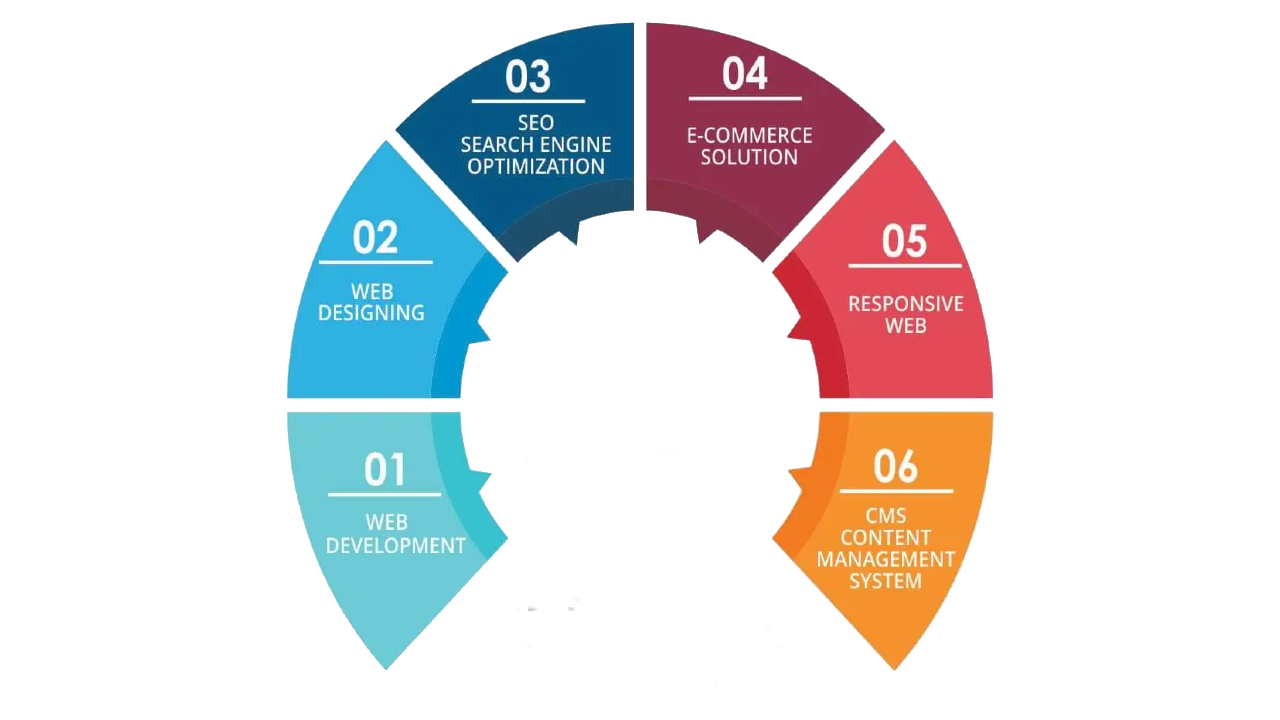 01
WEB
DEVELOPMENT
02
WEB
DESIGNING
03
SEO
SEARCH ENGINE
OPTIMIZATION
04
E-COMMERCE
SOLUTION
05
RESPONSIVE
WEB
06
CMS
CONTENT
MANAGEMENT
SYSTEM